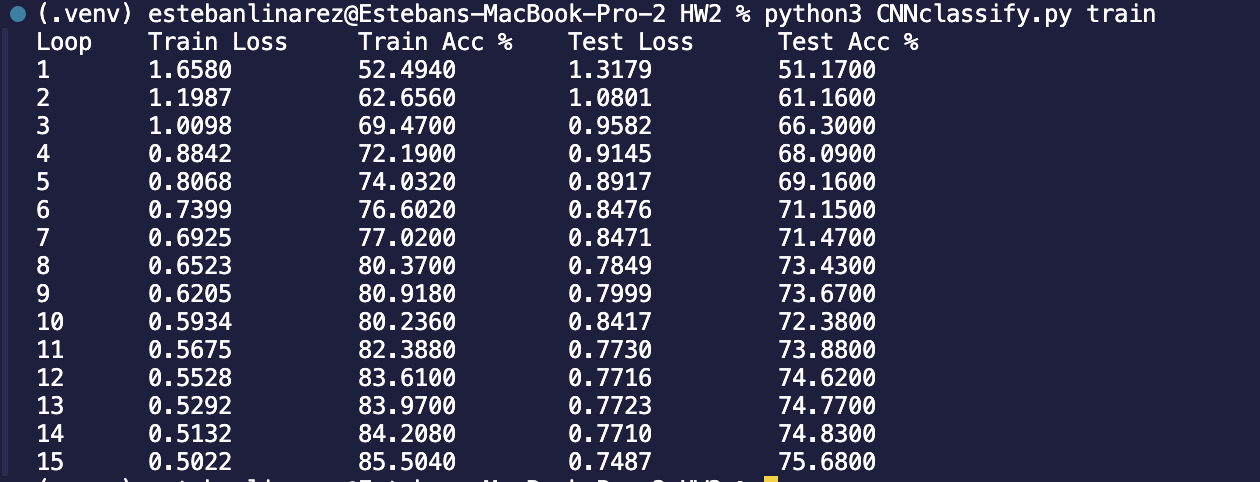 (.venv) estebanlinarez@Estebans-MacBook-Pro-2 HW2 % python3 CNNclassify.py train
Loop Train Loss Train Acc % Test Loss Test Acc %
1 1.6580 52.4940 1.3179 51.1700
2 1.1987 62.6560 1.0801 61.1600
3 1.0098 69.4700 0.9582 66.3000
4 0.8842 72.1900 0.9145 68.0900
5 0.8068 74.0320 0.8917 69.1600
6 0.7399 76.6020 0.8476 71.1500
7 0.6925 77.0200 0.8471 71.4700
8 0.6523 80.3700 0.7849 73.4300
9 0.6205 80.9180 0.7999 73.6700
10 0.5934 80.2360 0.8417 72.3800
11 0.5675 82.3880 0.7730 73.8800
12 0.5528 83.6100 0.7716 74.6200
13 0.5292 83.9700 0.7723 74.7700
14 0.5132 84.2080 0.7710 74.8300
15 0.5022 85.5040 0.7487 75.6800